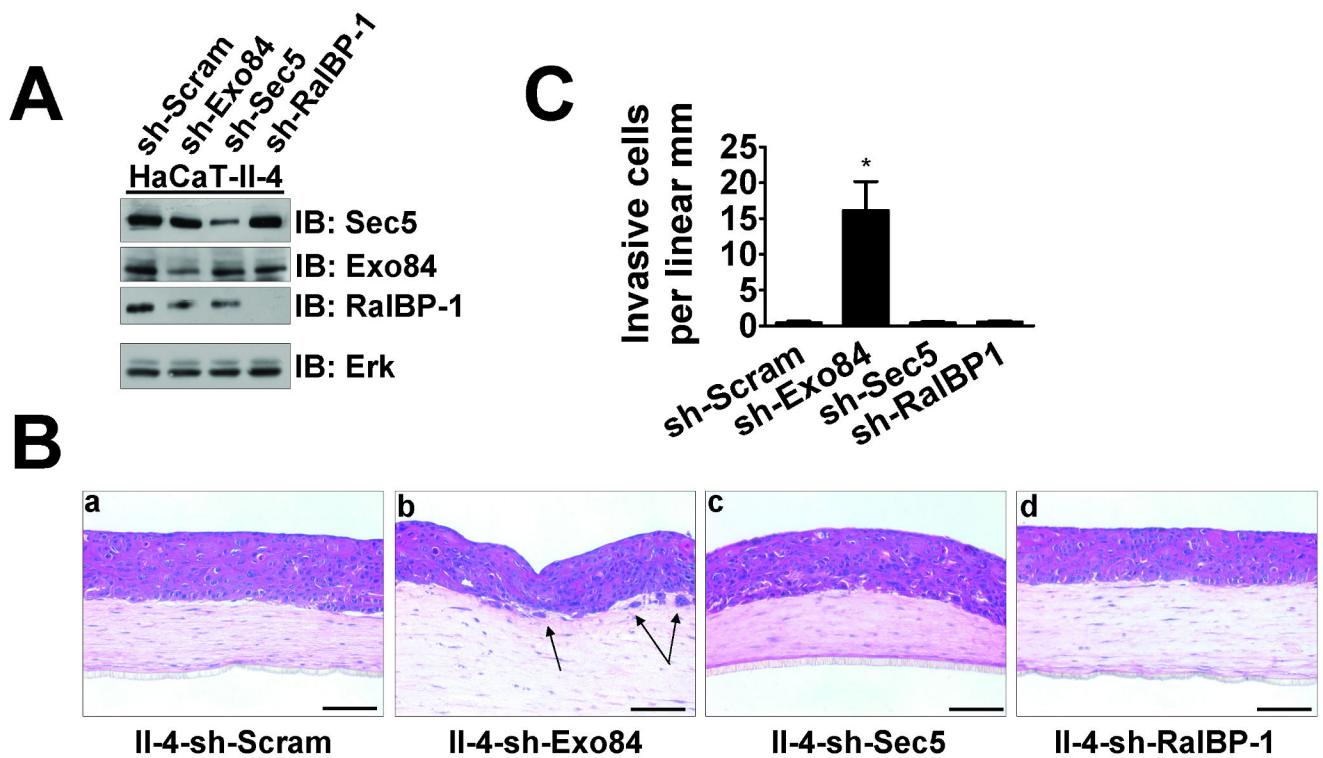 A
sh-Scram
sh-Exo84
sh-Sec5
sh-RalBP-1
HaCaT-II-4
IB: Sec5
IB: Exo84
IB: RalBP-1
IB: Erk
C
Invasive cells
per linear mm
25
20
15
10
5
0
*
sh-Scram
sh-Exo84
sh-Sec5
sh-RalBP1
B
a
b
c
d
II-4-sh-Scram
II-4-sh-Exo84
II-4-sh-Sec5
II-4-sh-RalBP-1